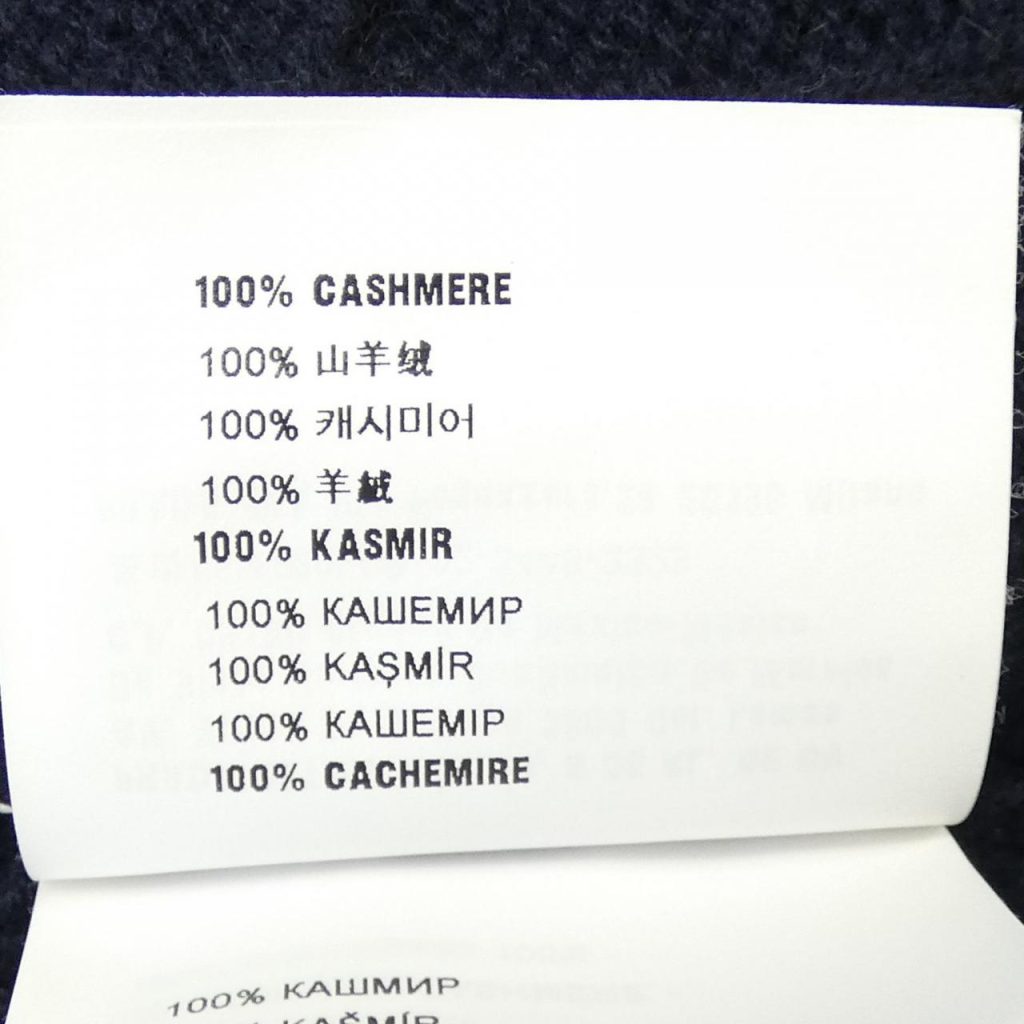 100% CASHMERE
100% 山羊绒
100% 캐시미어
100% 羊絨
100% KASMIR
100% КАШЕМИР
100% KAŞMİR
100% КАШЕМІР
100% CACHEMIRE
100% КАШМИР
KAŠMÍR